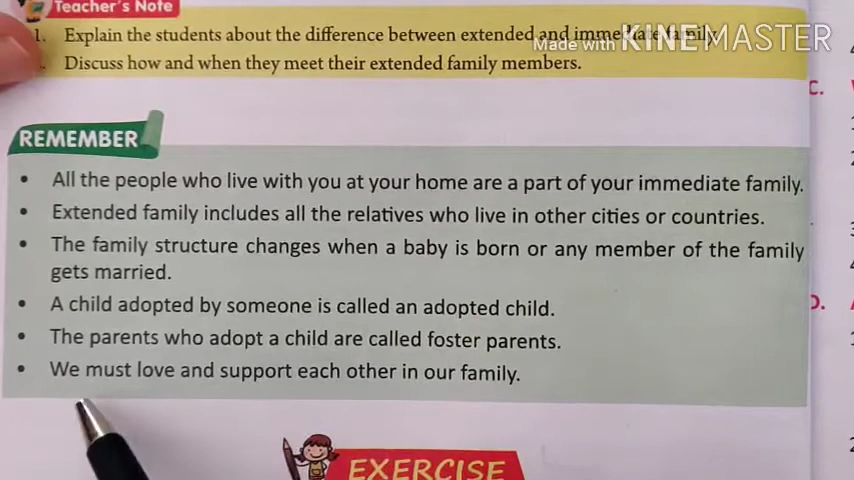 Teacher's Note
1. Explain the students about the difference between extended and immediate family.
Discuss how and when they meet their extended family members.
Made with KINEMASTER
C.
REMEMBER
• All the people who live with you at your home are a part of your immediate family.
• Extended family includes all the relatives who live in other cities or countries.
• The family structure changes when a baby is born or any member of the family
gets married.
• A child adopted by someone is called an adopted child.
D.
• The parents who adopt a child are called foster parents.
• We must love and support each other in our family.
EXERCISE